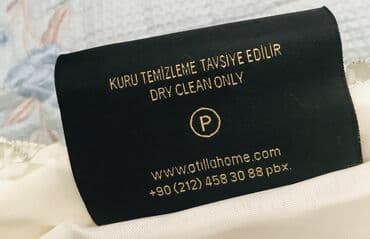 KURU TEMİZLEME TAVSİYE EDİLİR
DRY CLEAN ONLY
P
www.atillahome.com
+90 (212) 458 30 88 pbx.